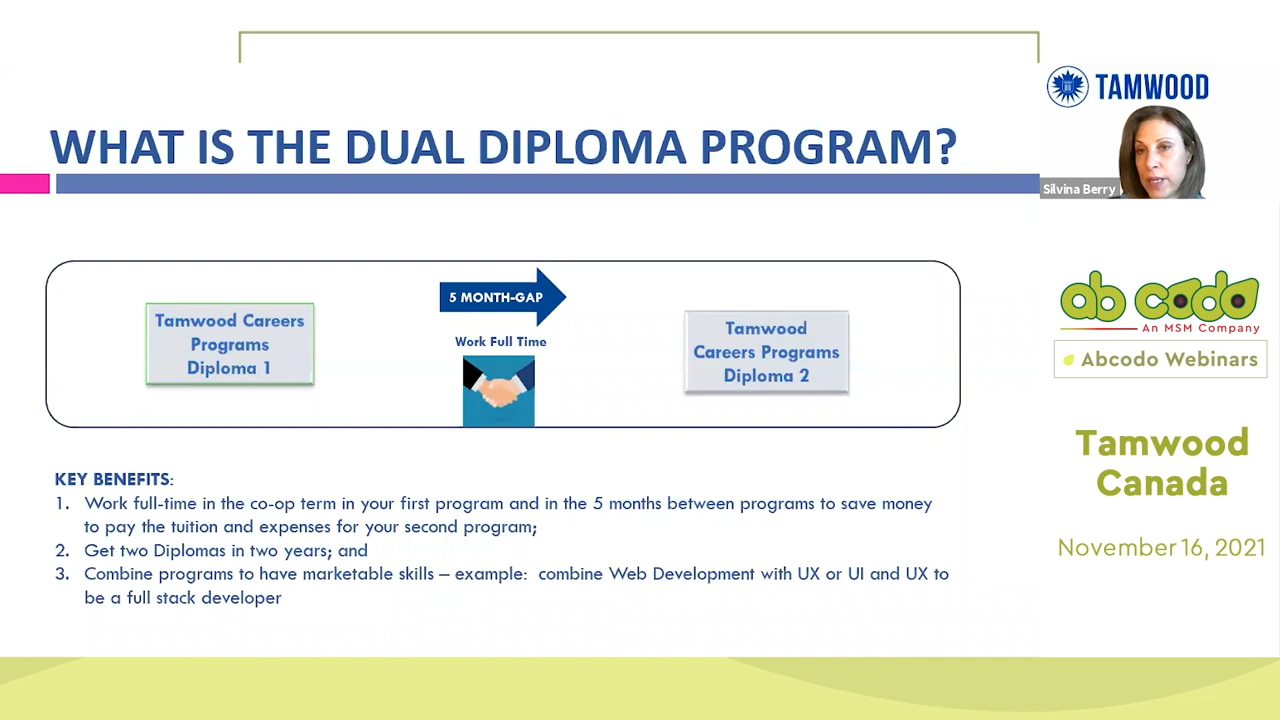 WHAT IS THE DUAL DIPLOMA PROGRAM?
TAMWOOD
Silvina Berry
Tamwood Careers
Programs
Diploma 1
5 MONTH-GAP
Work Full Time
Tamwood
Careers Programs
Diploma 2
KEY BENEFITS:
1. Work full-time in the co-op term in your first program and in the 5 months between programs to save money
to pay the tuition and expenses for your second program;
2. Get two Diplomas in two years; and
3. Combine programs to have marketable skills – example: combine Web Development with UX or UI and UX to
be a full stack developer
ab codo
An MSM Company
Abcodo Webinars
Tamwood
Canada
November 16, 2021